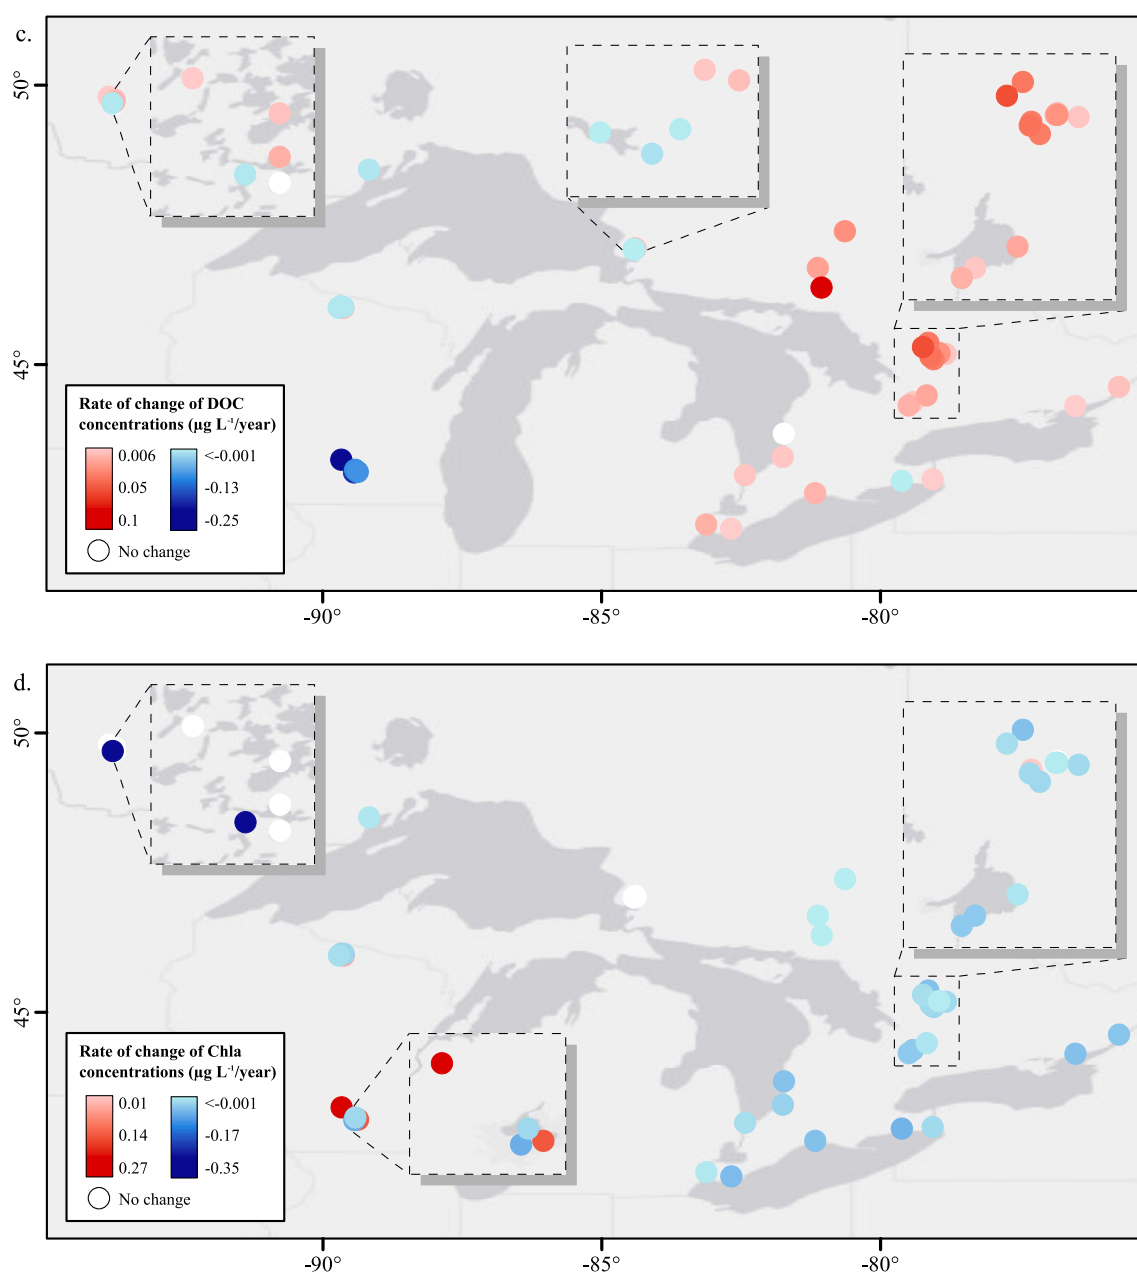 c.
50°
45°
Rate of change of DOC
concentrations (µg L⁻¹/year)
0.006
<-0.001
0.05
-0.13
0.1
-0.25
No change
-90°
-85°
-80°
d.
50°
45°
Rate of change of Chla
concentrations (µg L⁻¹/year)
0.01
<-0.001
0.14
-0.17
0.27
-0.35
No change
-90°
-85°
-80°